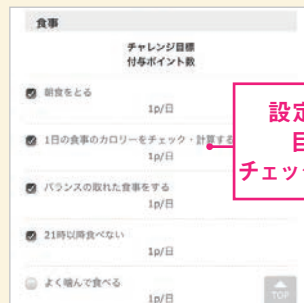 食事
チャレンジ目標
付与ポイント数
朝食をとる
1p/日
1日の食事のカロリーをチェック・計算する
1p/日
バランスの取れた食事をする
1p/日
21時以降食べない
1p/日
よく噛んで食べる
1p/日
設定
目
チェック
TOP